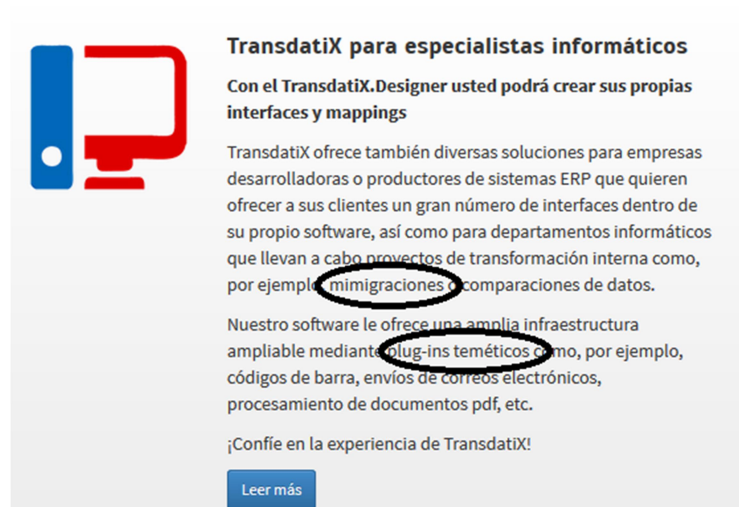 TransdatiX para especialistas informáticos
Con el TransdatiX.Designer usted podrá crear sus propias
interfaces y mappings
TransdatiX ofrece también diversas soluciones para empresas
desarrolladoras o productores de sistemas ERP que quieren
ofrecer a sus clientes un gran número de interfaces dentro de
su propio software, así como para departamentos informáticos
que llevan a cabo proyectos de transformación interna como,
por ejemplo, mimigraciones o comparaciones de datos.
Nuestro software le ofrece una amplia infraestructura
ampliable mediante plug-ins teméticos como, por ejemplo,
códigos de barra, envíos de correos electrónicos,
procesamiento de documentos pdf, etc.
¡Confíe en la experiencia de TransdatiX!
Leer más